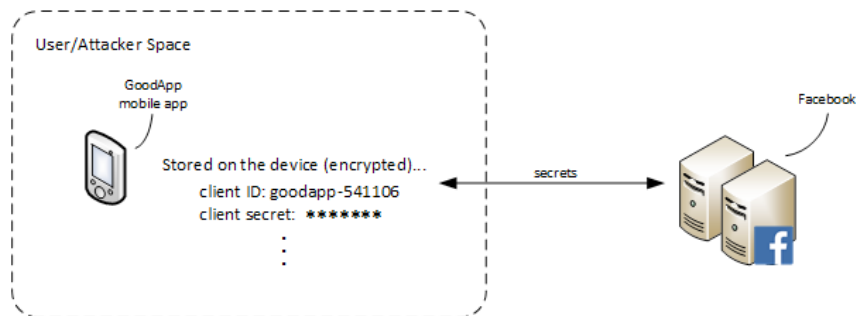 User/Attacker Space
GoodApp
mobile app
Facebook
Stored on the device (encrypted)...
secrets
client ID: goodapp-541106
client secret: *******
f